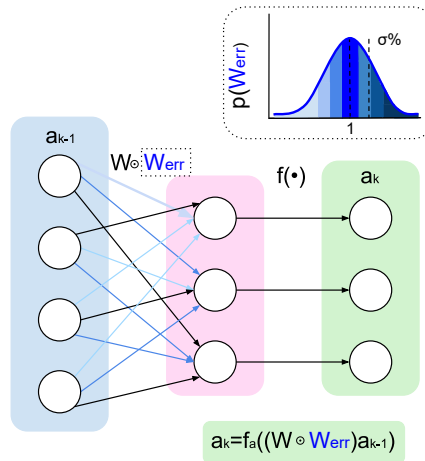 p(Werr)
σ%
1
ak-1
W⊙Werr
f(•)
ak
ak=fa((W⊙Werr)ak-1)